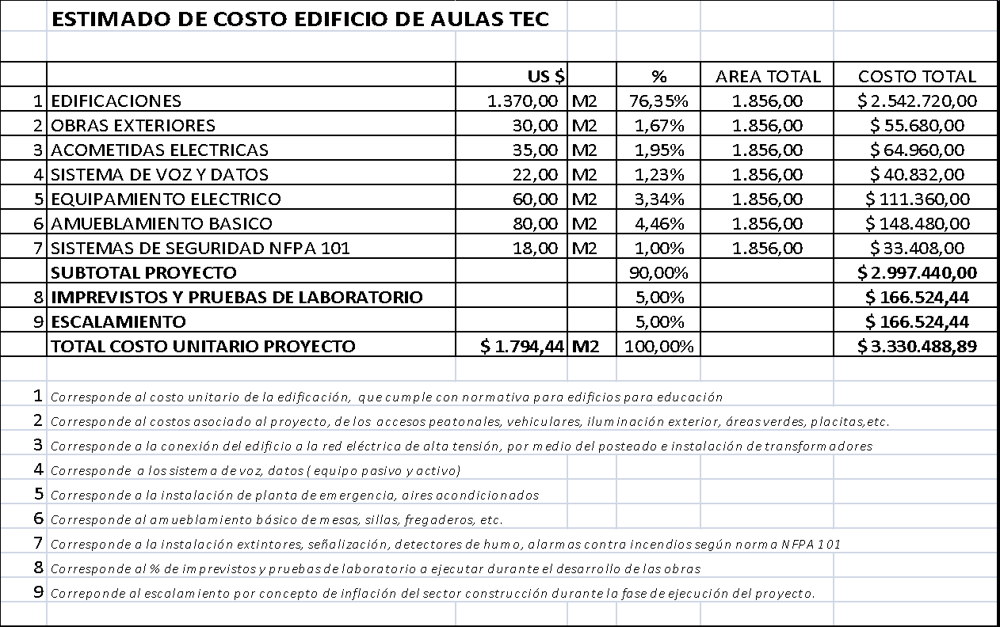 ESTIMADO DE COSTO EDIFICIO DE AULAS TEC
US $ % AREA TOTAL COSTO TOTAL
1 EDIFICACIONES 1.370,00 M2 76,35% 1.856,00 $ 2.542.720,00
2 OBRAS EXTERIORES 30,00 M2 1,67% 1.856,00 $ 55.680,00
3 ACOMETIDAS ELECTRICAS 35,00 M2 1,95% 1.856,00 $ 64.960,00
4 SISTEMA DE VOZ Y DATOS 22,00 M2 1,23% 1.856,00 $ 40.832,00
5 EQUIPAMIENTO ELECTRICO 60,00 M2 3,34% 1.856,00 $ 111.360,00
6 AMUEBLAMIENTO BASICO 80,00 M2 4,46% 1.856,00 $ 148.480,00
7 SISTEMAS DE SEGURIDAD NFPA 101 18,00 M2 1,00% 1.856,00 $ 33.408,00
SUBTOTAL PROYECTO 90,00% $ 2.997.440,00
8 IMPREVISTOS Y PRUEBAS DE LABORATORIO 5,00% $ 166.524,44
9 ESCALAMIENTO 5,00% $ 166.524,44
TOTAL COSTO UNITARIO PROYECTO $ 1.794,44 M2 100,00% $ 3.330.488,89
1 Corresponde al costo unitario de la edificación, que cumple con normativa para edificios para educación
2 Corresponde al costos asociado al proyecto, de los accesos peatonales, vehiculares, iluminación exterior, áreas verdes, placitas,etc.
3 Corresponde a la conexión del edificio a la red eléctrica de alta tensión, por medio del posteado e instalación de transformadores
4 Corresponde a los sistema de voz, datos ( equipo pasivo y activo)
5 Corresponde a la instalación de planta de emergencia, aires acondicionados
6 Corresponde al amueblamiento básico de mesas, sillas, fregaderos, etc.
7 Corresponde a la instalación extintores, señalización, detectores de humo, alarmas contra incendios según norma NFPA 101
8 Corresponde al % de imprevistos y pruebas de laboratorio a ejecutar durante el desarrollo de las obras
9 Correponde al escalamiento por concepto de inflación del sector construcción durante la fase de ejecución del proyecto.